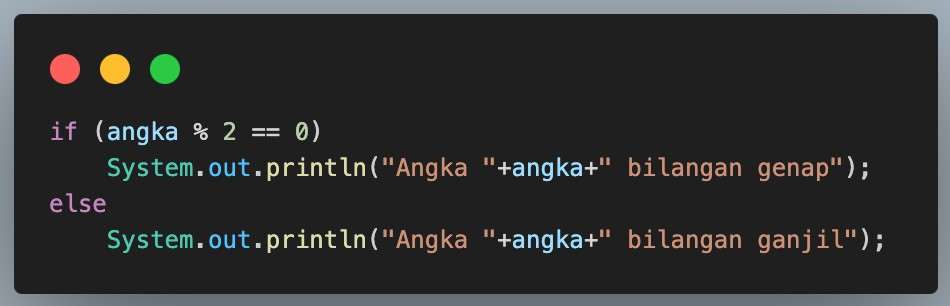 if (angka % 2 == 0)
    System.out.println("Angka "+angka+" bilangan genap");
else
    System.out.println("Angka "+angka+" bilangan ganjil");